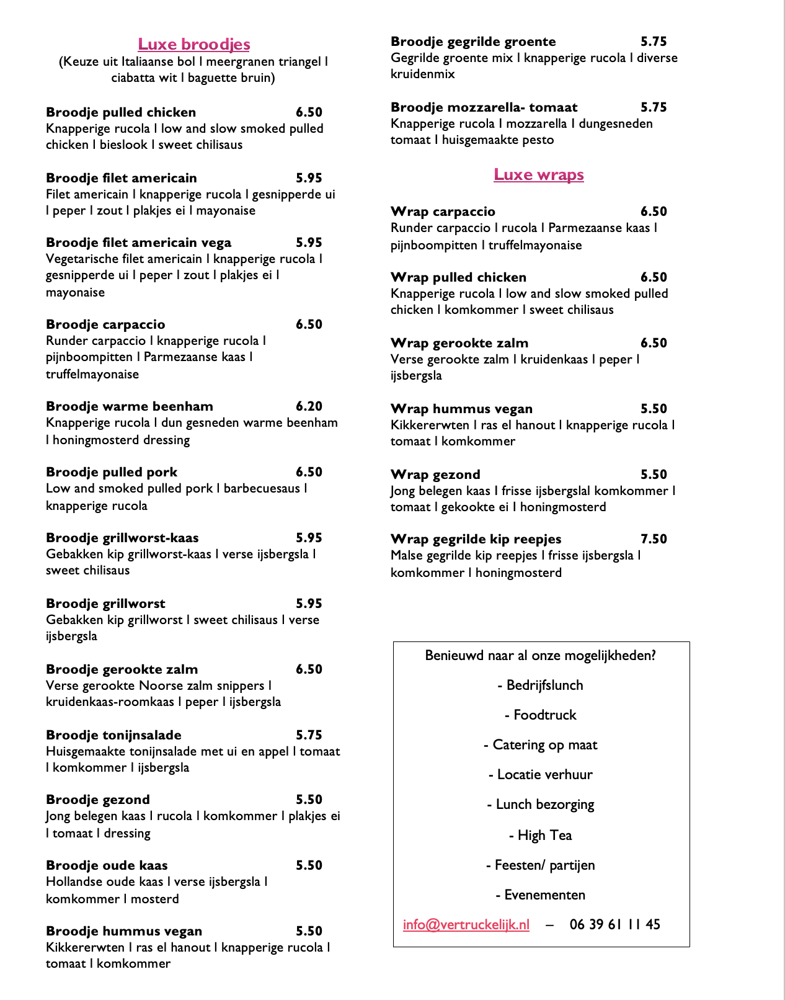 Luxe broodjes
(Keuze uit Italiaanse bol I meergranen triangel I
ciabatta wit I baguette bruin)
Broodje pulled chicken 6.50
Knapperige rucola I low and slow smoked pulled
chicken I bieslook I sweet chilisaus
Broodje filet americain 5.95
Filet americain I knapperige rucola I gesnipperde ui
I peper I zout I plakjes ei I mayonaise
Broodje filet americain vega 5.95
Vegetarische filet americain I knapperige rucola I
gesnipperde ui I peper I zout I plakjes ei I
mayonaise
Broodje carpaccio 6.50
Runder carpaccio I knapperige rucola I
pijnboompitten I Parmezaanse kaas I
truffelmayonaise
Broodje warme beenham 6.20
Knapperige rucola I dun gesneden warme beenham
I honingmosterd dressing
Broodje pulled pork 6.50
Low and smoked pulled pork I barbecuesaus I
knapperige rucola
Broodje grillworst-kaas 5.95
Gebakken kip grillworst-kaas I verse ijsbergsla I
sweet chilisaus
Broodje grillworst 5.95
Gebakken kip grillworst I sweet chilisaus I verse
ijsbergsla
Broodje gerookte zalm 6.50
Verse gerookte Noorse zalm snippers I
kruidenkaas-roomkaas I peper I ijsbergsla
Broodje tonijnsalade 5.75
Huisgemaakte tonijnsalade met ui en appel I tomaat
I komkommer I ijsbergsla
Broodje gezond 5.50
Jong belegen kaas I rucola I komkommer I plakjes ei
I tomaat I dressing
Broodje oude kaas 5.50
Hollandse oude kaas I verse ijsbergsla I
komkommer I mosterd
Broodje hummus vegan 5.50
Kikkererwten I ras el hanout I knapperige rucola I
tomaat I komkommer
Broodje gegrilde groente 5.75
Gegrilde groente mix I knapperige rucola I diverse
kruidenmix
Broodje mozzarella- tomaat 5.75
Knapperige rucola I mozzarella I dungesneden
tomaat I huisgemaakte pesto
Luxe wraps
Wrap carpaccio 6.50
Runder carpaccio I rucola I Parmezaanse kaas I
pijnboompitten I truffelmayonaise
Wrap pulled chicken 6.50
Knapperige rucola I low and slow smoked pulled
chicken I komkommer I sweet chilisaus
Wrap gerookte zalm 6.50
Verse gerookte zalm I kruidenkaas I peper I
ijsbergsla
Wrap hummus vegan 5.50
Kikkererwten I ras el hanout I knapperige rucola I
tomaat I komkommer
Wrap gezond 5.50
Jong belegen kaas I frisse ijsbergslaI komkommer I
tomaat I gekookte ei I honingmosterd
Wrap gegrilde kip reepjes 7.50
Malse gegrilde kip reepjes I frisse ijsbergsla I
komkommer I honingmosterd
Benieuwd naar al onze mogelijkheden?
- Bedrijfslunch
- Foodtruck
- Catering op maat
- Locatie verhuur
- Lunch bezorging
- High Tea
- Feesten/ partijen
- Evenementen
info@vertruckelijk.nl – 06 39 61 11 45